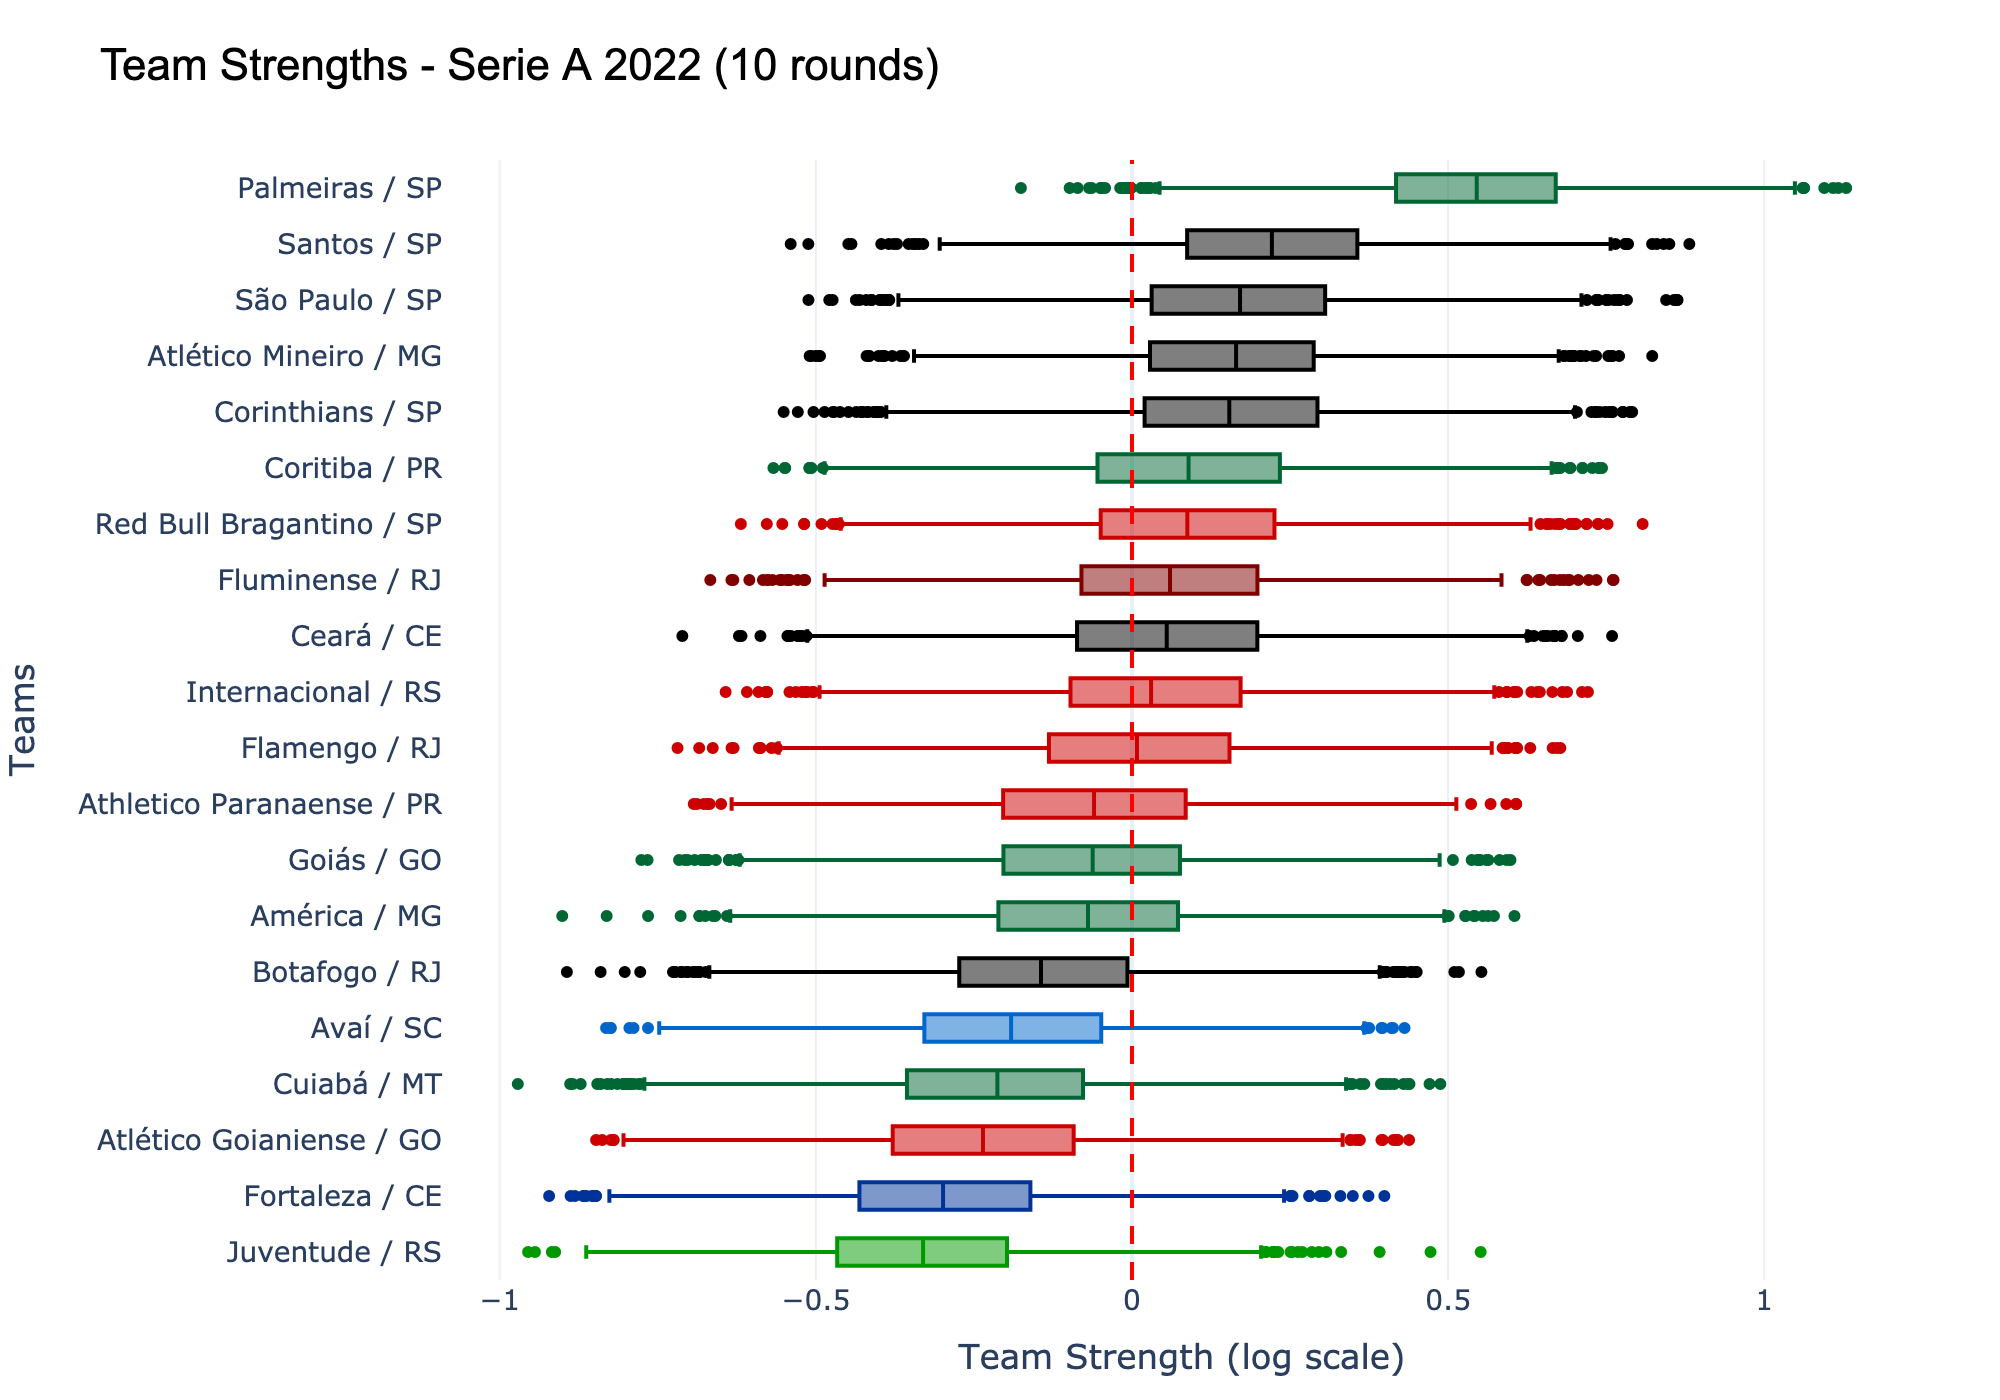 Team Strengths - Serie A 2022 (10 rounds)
Palmeiras / SP
Santos / SP
São Paulo / SP
Atlético Mineiro / MG
Corinthians / SP
Coritiba / PR
Red Bull Bragantino / SP
Fluminense / RJ
Ceará / CE
Internacional / RS
Flamengo / RJ
Athletico Paranaense / PR
Goiás / GO
América / MG
Botafogo / RJ
Avaí / SC
Cuiabá / MT
Atlético Goianiense / GO
Fortaleza / CE
Juventude / RS
Teams
−1 −0.5 0 0.5 1
Team Strength (log scale)